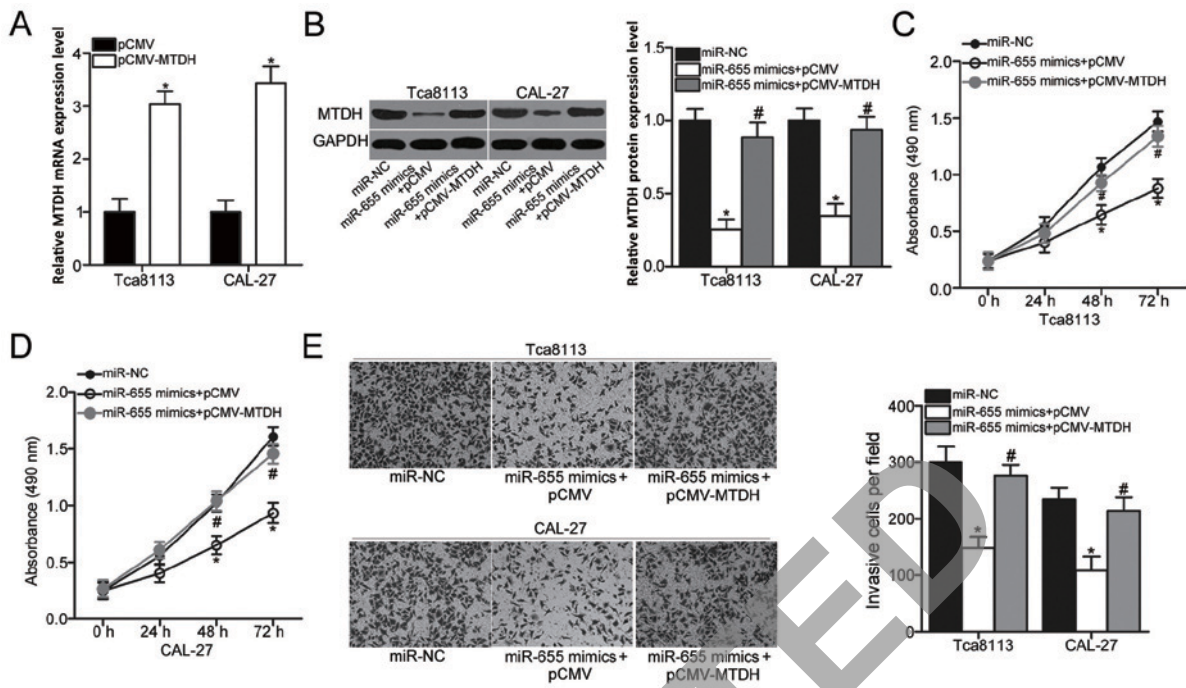 A
pCMV
pCMV-MTDH
Relative MTDH mRNA expression level
4
3
2
1
0
*
*
Tca8113
CAL-27
B
Tca8113
CAL-27
MTDH
GAPDH
miR-NC
miR-655 mimics
+pCMV
miR-655 mimics
+pCMV-MTDH
miR-NC
miR-655 mimics
+pCMV
miR-655 mimics
+pCMV-MTDH
miR-NC
miR-655 mimics+pCMV
miR-655 mimics+pCMV-MTDH
Relative MTDH protein expression level
1.5
1.0
0.5
0.0
*
#
*
#
Tca8113
CAL-27
C
miR-NC
miR-655 mimics+pCMV
miR-655 mimics+pCMV-MTDH
Absorbance (490 nm)
2.0
1.5
1.0
0.5
0.0
#
*
#
*
0 h
24 h
48 h
72 h
Tca8113
D
miR-NC
miR-655 mimics+pCMV
miR-655 mimics+pCMV-MTDH
Absorbance (490 nm)
2.0
1.5
1.0
0.5
0.0
#
*
#
*
0 h
24 h
48 h
72 h
CAL-27
E
Tca8113
miR-NC
miR-655 mimics+
pCMV
miR-655 mimics+
pCMV-MTDH
CAL-27
miR-NC
miR-655 mimics+
pCMV
miR-655 mimics+
pCMV-MTDH
miR-NC
miR-655 mimics+pCMV
miR-655 mimics+pCMV-MTDH
Invasive cells per field
400
300
200
100
0
*
#
*
#
Tca8113
CAL-27
TED